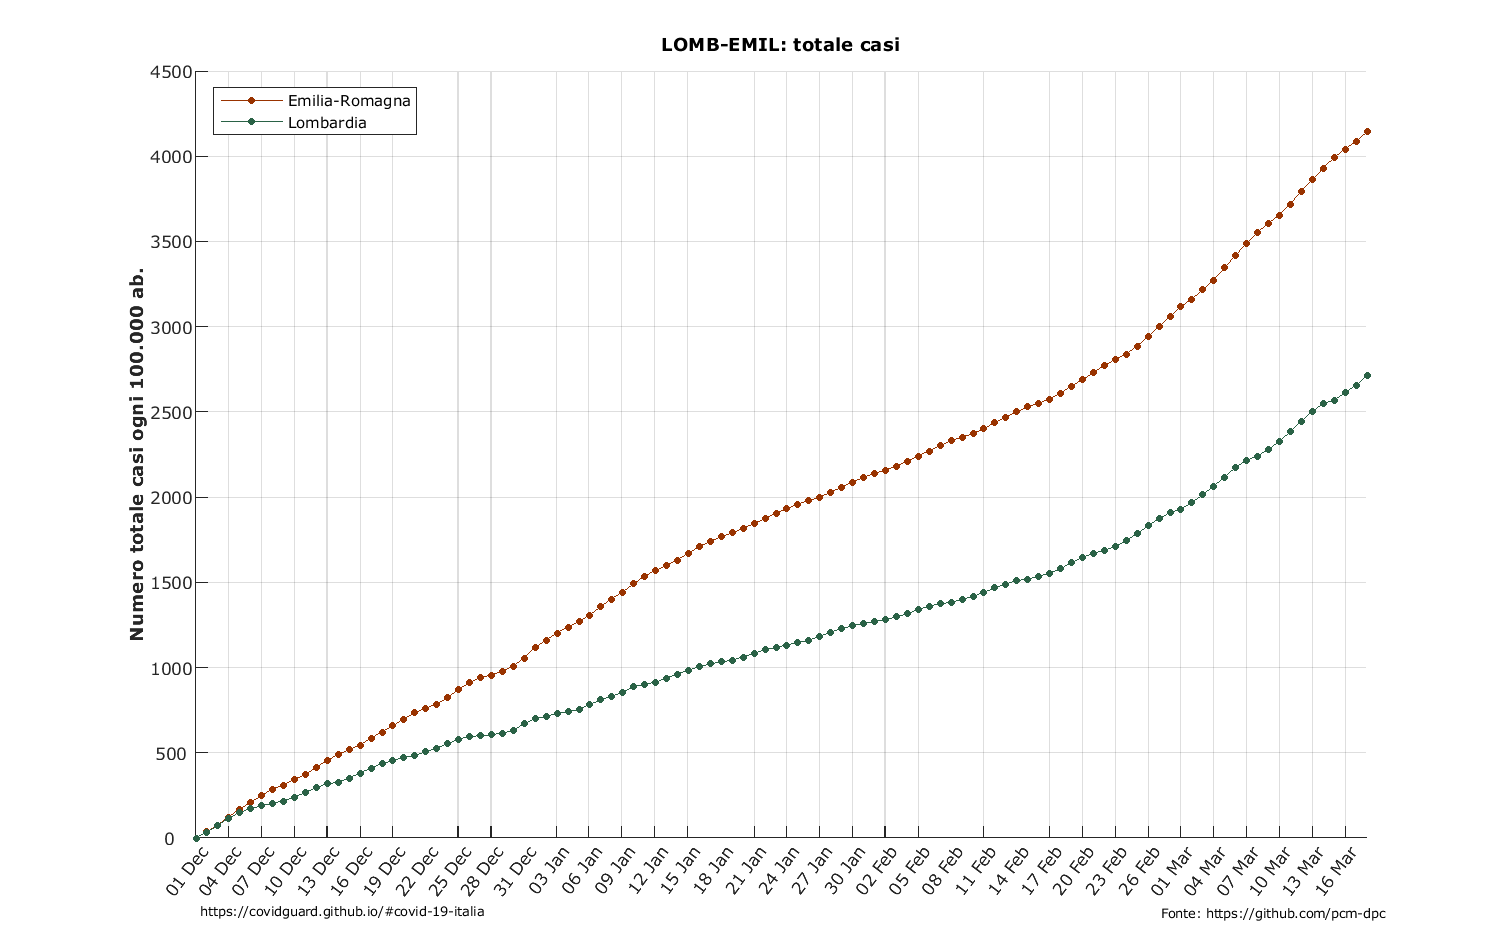 LOMB-EMIL: totale casi
4500
4000
3500
3000
2500
2000
1500
1000
500
0
Numero totale casi ogni 100.000 ab.
Emilia-Romagna
Lombardia
01 Dec
04 Dec
07 Dec
10 Dec
13 Dec
16 Dec
19 Dec
22 Dec
25 Dec
28 Dec
31 Dec
03 Jan
06 Jan
09 Jan
12 Jan
15 Jan
18 Jan
21 Jan
24 Jan
27 Jan
30 Jan
02 Feb
05 Feb
08 Feb
11 Feb
14 Feb
17 Feb
20 Feb
23 Feb
26 Feb
01 Mar
04 Mar
07 Mar
10 Mar
13 Mar
16 Mar
https://covidguard.github.io/#covid-19-italia
Fonte: https://github.com/pcm-dpc